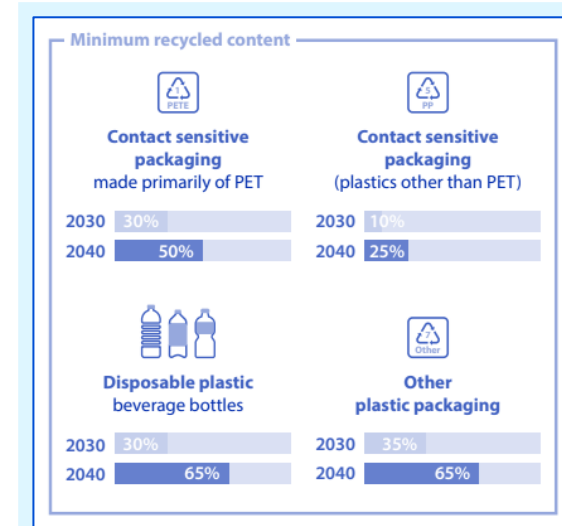 Minimum recycled content
1
PETE
Contact sensitive
packaging
made primarily of PET
2030 30%
2040 50%
5
PP
Contact sensitive
packaging
(plastics other than PET)
2030 10%
2040 25%
Disposable plastic
beverage bottles
2030 30%
2040 65%
7
Other
Other
plastic packaging
2030 35%
2040 65%